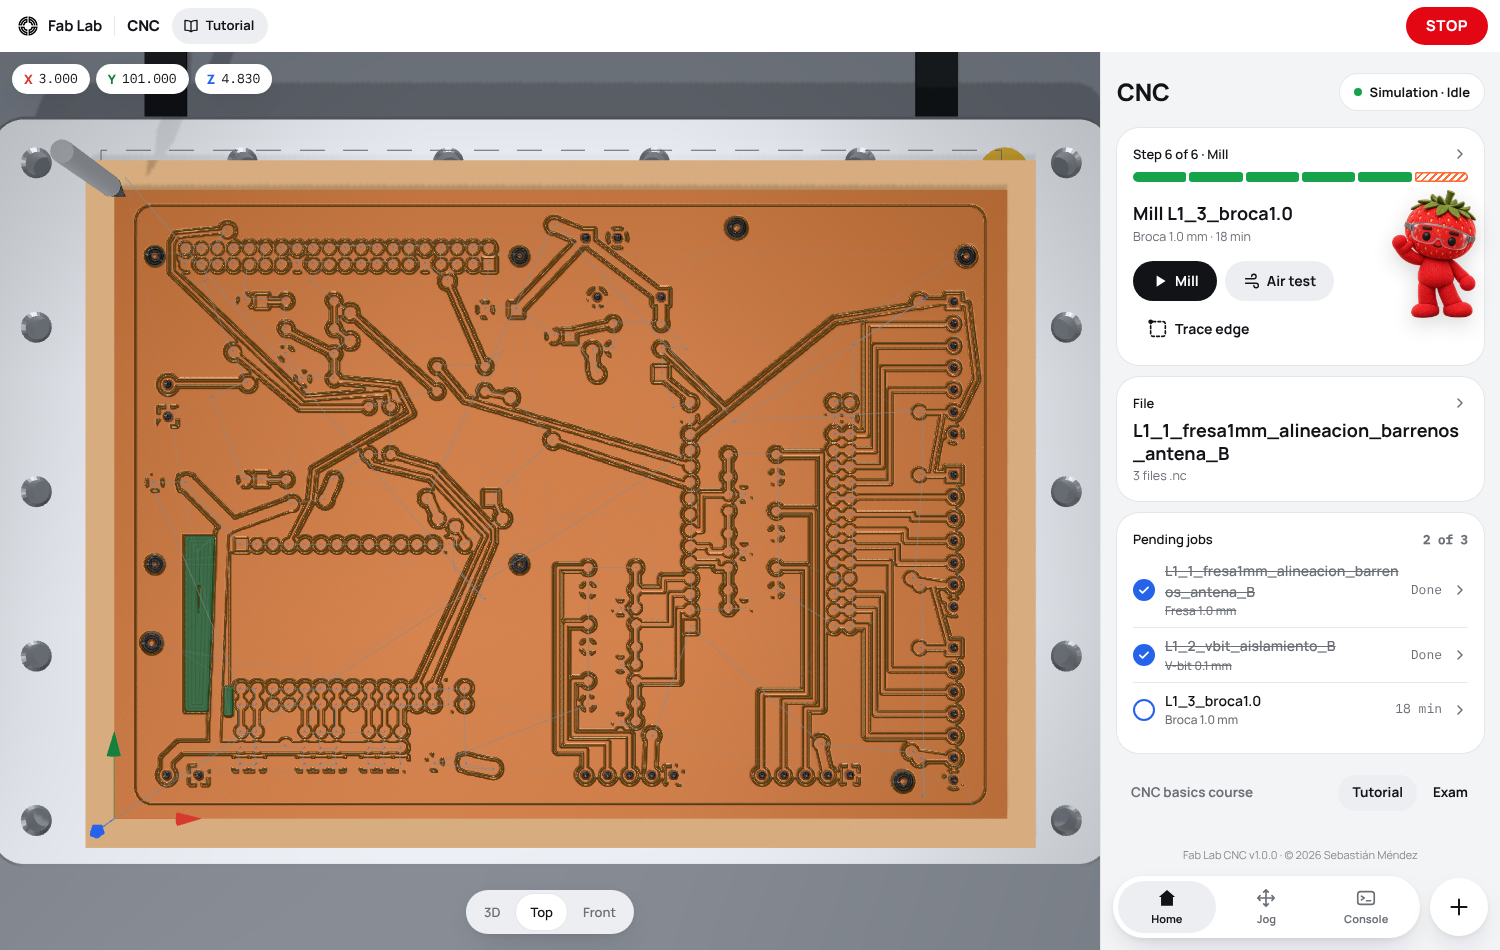 Fab Lab
CNC
Tutorial
STOP
X 3.000
Y 101.000
Z 4.830
CNC
Simulation · Idle
Step 6 of 6 · Mill
Mill L1_3_broca1.0
Broca 1.0 mm · 18 min
Mill
Air test
Trace edge
File
L1_1_fresa1mm_alineacion_barrenos
_antena_B
3 files .nc
Pending jobs
2 of 3
L1_1_fresa1mm_alineacion_barren
os_antena_B
Fresa 1.0 mm
Done
L1_2_vbit_aislamiento_B
V-bit 0.1 mm
Done
L1_3_broca1.0
Broca 1.0 mm
18 min
CNC basics course
Tutorial
Exam
Fab Lab CNC v1.0.0 · © 2026 Sebastián Méndez
3D
Top
Front
Home
Jog
Console